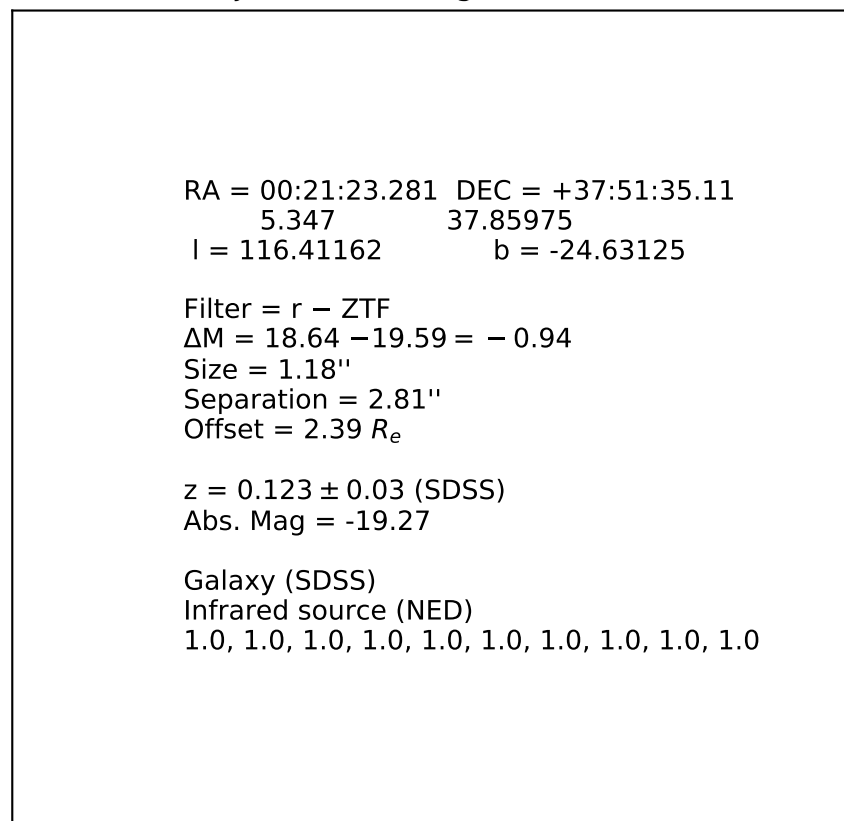 RA = 00:21:23.281 DEC = +37:51:35.11
5.347 37.85975
l = 116.41162 b = -24.63125
Filter = r − ZTF
ΔM = 18.64 −19.59 = − 0.94
Size = 1.18''
Separation = 2.81''
Offset = 2.39 Rₑ
z = 0.123 ± 0.03 (SDSS)
Abs. Mag = -19.27
Galaxy (SDSS)
Infrared source (NED)
1.0, 1.0, 1.0, 1.0, 1.0, 1.0, 1.0, 1.0, 1.0, 1.0